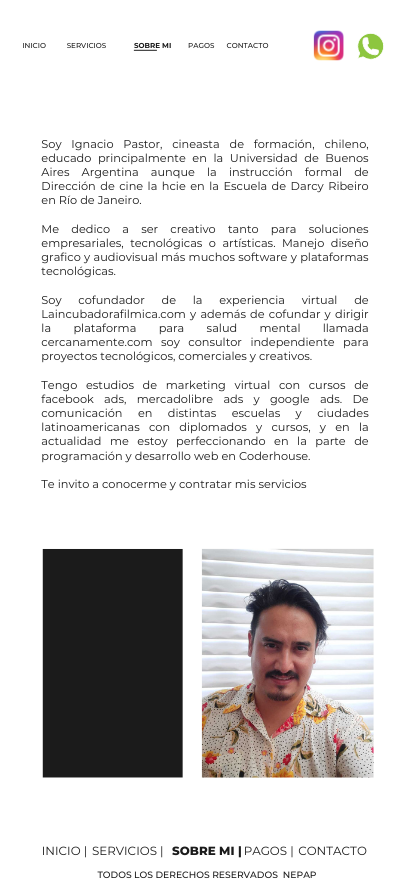 INICIO SERVICIOS SOBRE MI PAGOS CONTACTO
Soy Ignacio Pastor, cineasta de formación, chileno,
educado principalmente en la Universidad de Buenos
Aires Argentina aunque la instrucción formal de
Dirección de cine la hcie en la Escuela de Darcy Ribeiro
en Río de Janeiro.
Me dedico a ser creativo tanto para soluciones
empresariales, tecnológicas o artísticas. Manejo diseño
grafico y audiovisual más muchos software y plataformas
tecnológicas.
Soy cofundador de la experiencia virtual de
Laincubadorafilmica.com y además de cofundar y dirigir
la plataforma para salud mental llamada
cercanamente.com soy consultor independiente para
proyectos tecnológicos, comerciales y creativos.
Tengo estudios de marketing virtual con cursos de
facebook ads, mercadolibre ads y google ads. De
comunicación en distintas escuelas y ciudades
latinoamericanas con diplomados y cursos, y en la
actualidad me estoy perfeccionando en la parte de
programación y desarrollo web en Coderhouse.
Te invito a conocerme y contratar mis servicios
INICIO | SERVICIOS | SOBRE MI | PAGOS | CONTACTO
TODOS LOS DERECHOS RESERVADOS NEPAP